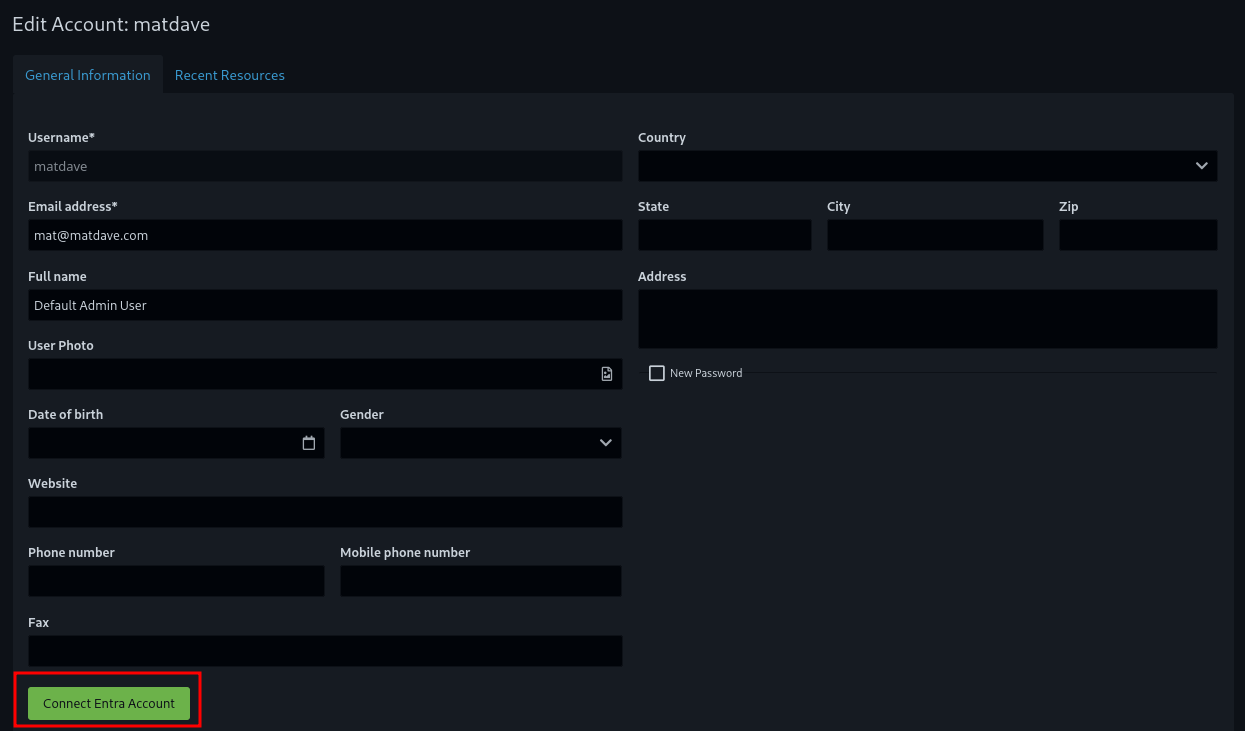 Edit Account: matdave
General Information
Recent Resources
Username*
matdave
Email address*
mat@matdave.com
Full name
Default Admin User
User Photo
Date of birth
Gender
Website
Phone number
Mobile phone number
Fax
Connect Entra Account
Country
State
City
Zip
Address
New Password